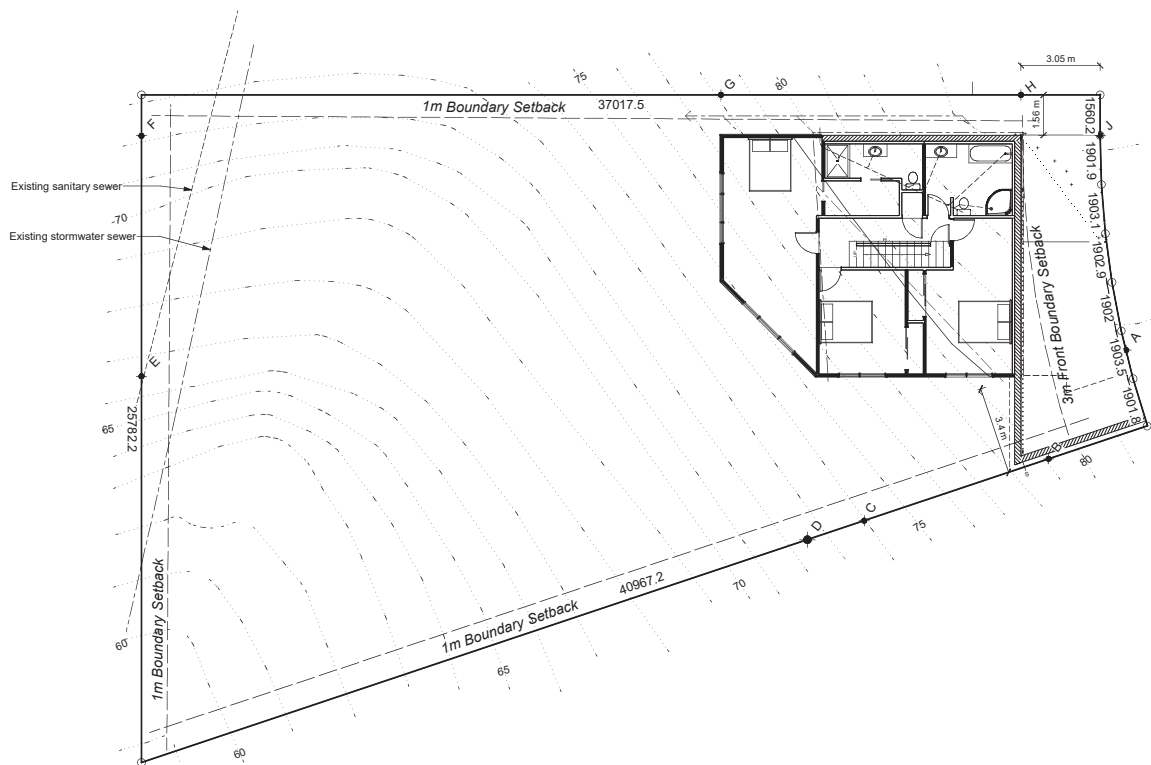 3.05 m
75
80
G
H
1m Boundary Setback 37017.5
1560.2
1.56 m
J
F
1901.9
Existing sanitary sewer
1903.1
-70
Existing stormwater sewer
1902.9
3m Front Boundary Setback
1902
A
1903.5
E
1901.8
25782.2
65
3.4 m
B
80
C
75
D
70
40967.2
1m Boundary Setback
1m Boundary Setback
60
65
60